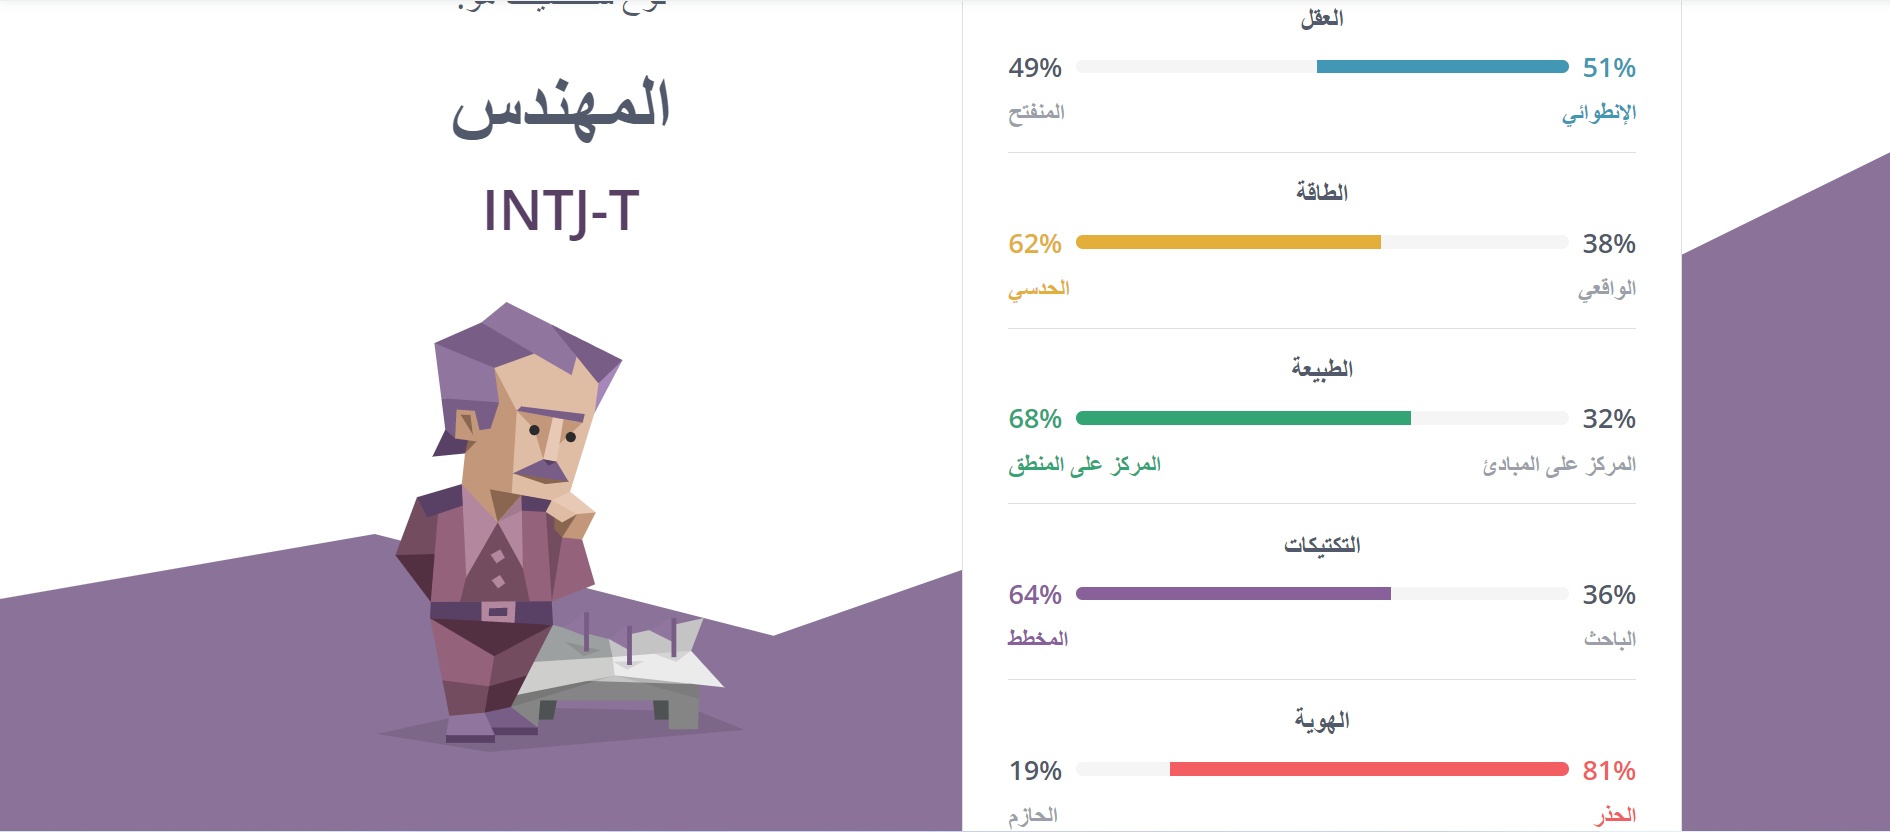 المهندس
INTJ-T
العقل
51% 49%
الإنطوائي المنفتح
الطاقة
38% 62%
الواقعي الحدسي
الطبيعة
32% 68%
المركز على المبادئ المركز على المنطق
التكتيكات
36% 64%
الباحث المخطط
الهوية
81% 19%
الحذر الحازم